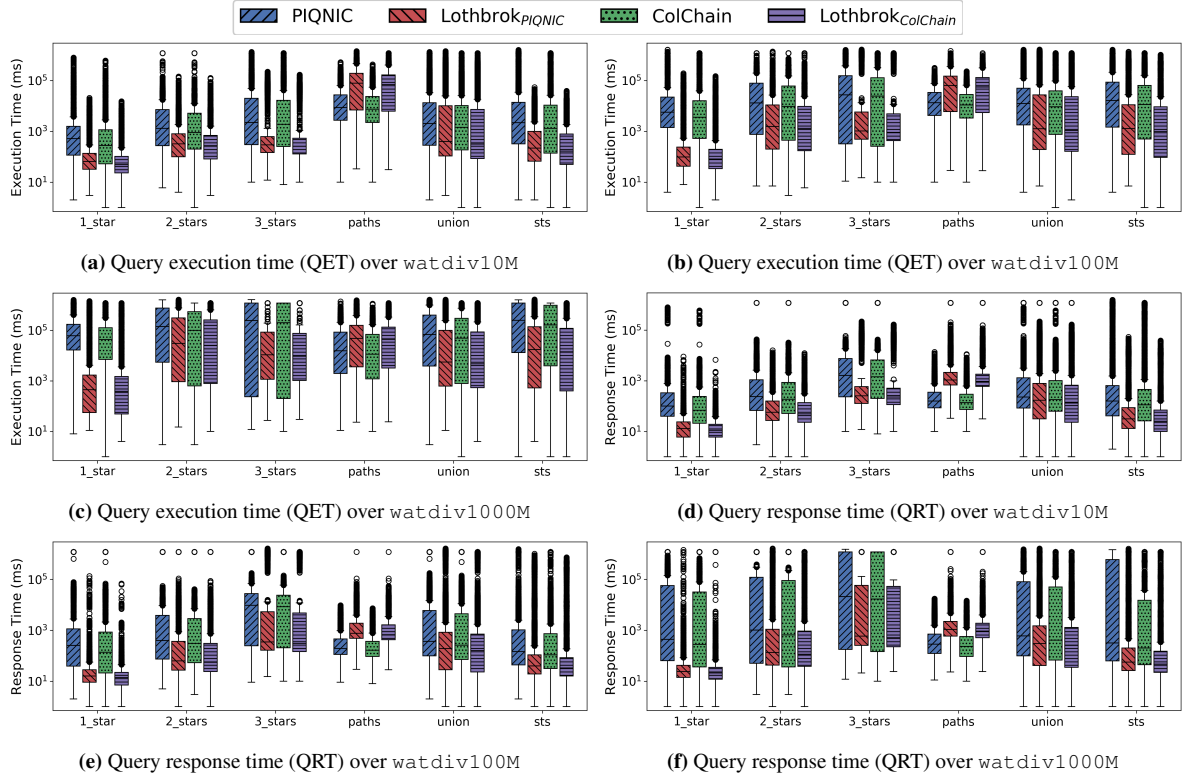 PIQNIC Lothbrok_PIQNIC ColChain Lothbrok_ColChain
Execution Time (ms)
10^5
10^3
10^1
1_star 2_stars 3_stars paths union sts
(a) Query execution time (QET) over watdiv10M
Execution Time (ms)
10^5
10^3
10^1
1_star 2_stars 3_stars paths union sts
(b) Query execution time (QET) over watdiv100M
Execution Time (ms)
10^5
10^3
10^1
1_star 2_stars 3_stars paths union sts
(c) Query execution time (QET) over watdiv1000M
Response Time (ms)
10^5
10^3
10^1
1_star 2_stars 3_stars paths union sts
(d) Query response time (QRT) over watdiv10M
Response Time (ms)
10^5
10^3
10^1
1_star 2_stars 3_stars paths union sts
(e) Query response time (QRT) over watdiv100M
Response Time (ms)
10^5
10^3
10^1
1_star 2_stars 3_stars paths union sts
(f) Query response time (QRT) over watdiv1000M